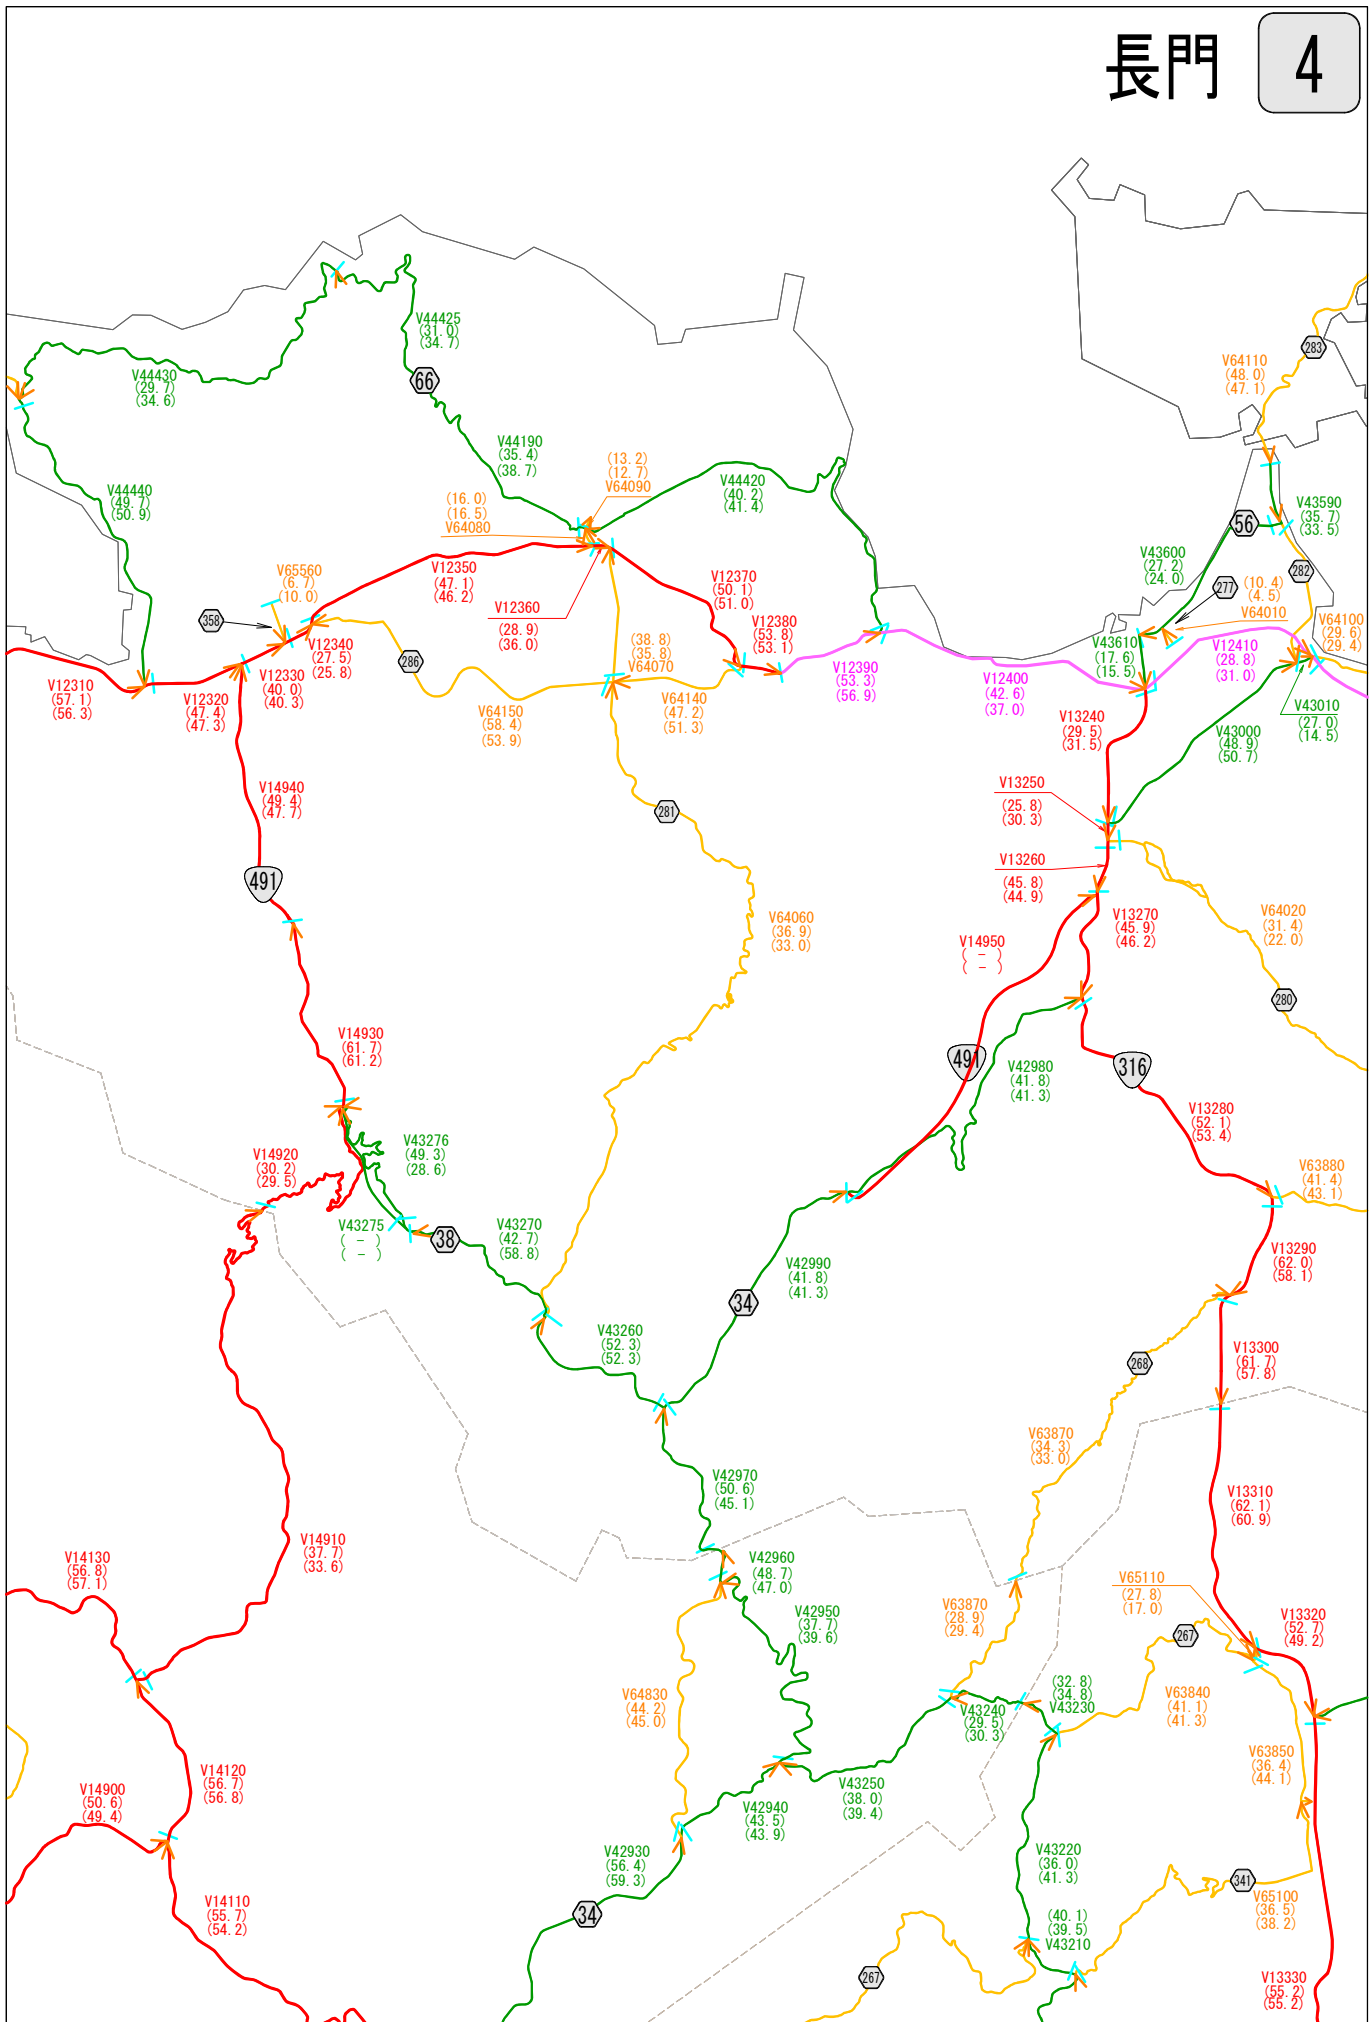 長門 4
283
V64110
(48. 0)
(47. 1)
V44425
(31. 0)
(34. 7)
66
V44430
(29. 7)
(34. 6)
V44190
(35. 4)
(38. 7)
(13. 2)
(12. 7)
V64090
V44420
(40. 2)
(41. 4)
V44440
(49. 7)
(50. 9)
(16. 0)
(16. 5)
V64080
V43590
(35. 7)
(33. 5)
56
V43600
(27. 2)
(24. 0)
282
V65560
(6. 7)
(10. 0)
V12350
(47. 1)
(46. 2)
V12370
(50. 1)
(51. 0)
277
(10. 4)
(4. 5)
V64010
358
V12360
(28. 9)
(36. 0)
V12380
(53. 8)
(53. 1)
V64100
(29. 6)
(29. 4)
V12340
(27. 5)
(25. 8)
286
(38. 8)
(35. 8)
V64070
V43610
(17. 6)
(15. 5)
V12410
(28. 8)
(31. 0)
V12310
(57. 1)
(56. 3)
V12320
(47. 4)
(47. 3)
V12330
(40. 0)
(40. 3)
V12390
(53. 3)
(56. 9)
V12400
(42. 6)
(37. 0)
V64150
(58. 4)
(53. 9)
V64140
(47. 2)
(51. 3)
V43010
(27. 0)
(14. 5)
V13240
(29. 5)
(31. 5)
V43000
(48. 9)
(50. 7)
V14940
(49. 4)
(47. 7)
V13250
(25. 8)
(30. 3)
281
V13260
(45. 8)
(44. 9)
491
V64060
(36. 9)
(33. 0)
V13270
(45. 9)
(46. 2)
V64020
(31. 4)
(22. 0)
V14950
( － )
( － )
280
V14930
(61. 7)
(61. 2)
491
V42980
(41. 8)
(41. 3)
316
V13280
(52. 1)
(53. 4)
V43276
(49. 3)
(28. 6)
V14920
(30. 2)
(29. 5)
V63880
(41. 4)
(43. 1)
V43275
( － )
( － )
38
V43270
(42. 7)
(58. 8)
V13290
(62. 0)
(58. 1)
V42990
(41. 8)
(41. 3)
34
V43260
(52. 3)
(52. 3)
V13300
(61. 7)
(57. 8)
268
V63870
(34. 3)
(33. 0)
V42970
(50. 6)
(45. 1)
V13310
(62. 1)
(60. 9)
V14910
(37. 7)
(33. 6)
V14130
(56. 8)
(57. 1)
V42960
(48. 7)
(47. 0)
V65110
(27. 8)
(17. 0)
V63870
(28. 9)
(29. 4)
V42950
(37. 7)
(39. 6)
V13320
(52. 7)
(49. 2)
267
V64830
(44. 2)
(45. 0)
(32. 8)
(34. 8)
V43230
V43240
(29. 5)
(30. 3)
V63840
(41. 1)
(41. 3)
V63850
(36. 4)
(44. 1)
V14120
(56. 7)
(56. 8)
V14900
(50. 6)
(49. 4)
V43250
(38. 0)
(39. 4)
V42940
(43. 5)
(43. 9)
V42930
(56. 4)
(59. 3)
V43220
(36. 0)
(41. 3)
341
V65100
(36. 5)
(38. 2)
V14110
(55. 7)
(54. 2)
34
(40. 1)
(39. 5)
V43210
267
V13330
(55. 2)
(55. 2)